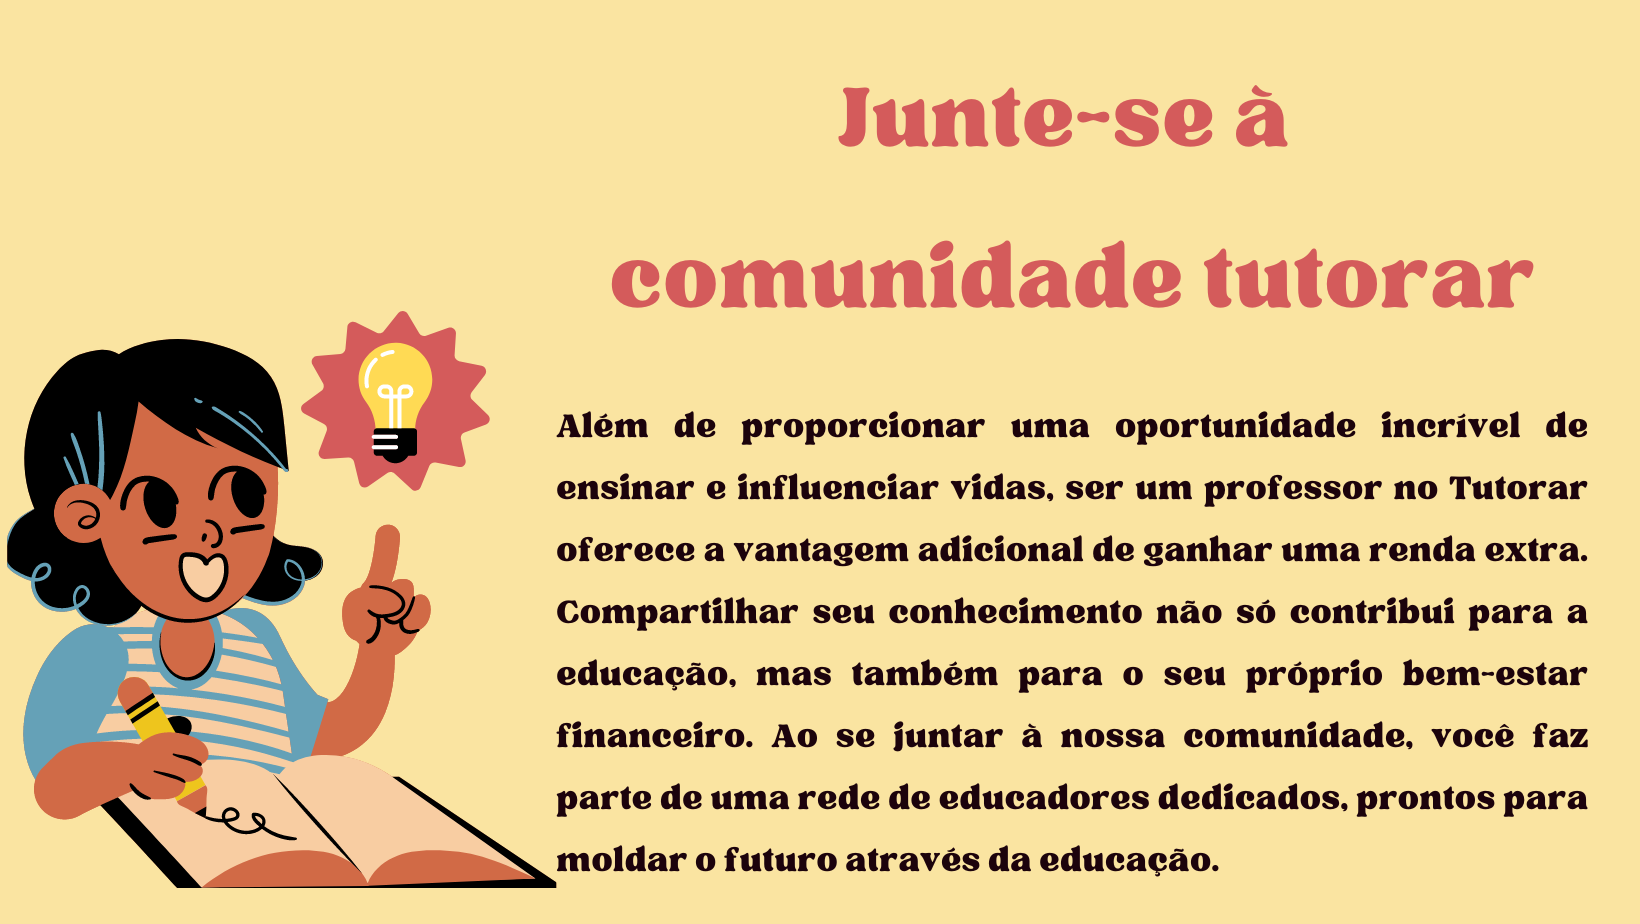 Junte-se à
comunidade tutorar
Além de proporcionar uma oportunidade incrível de
ensinar e influenciar vidas, ser um professor no Tutorar
oferece a vantagem adicional de ganhar uma renda extra.
Compartilhar seu conhecimento não só contribui para a
educação, mas também para o seu próprio bem-estar
financeiro. Ao se juntar à nossa comunidade, você faz
parte de uma rede de educadores dedicados, prontos para
moldar o futuro através da educação.